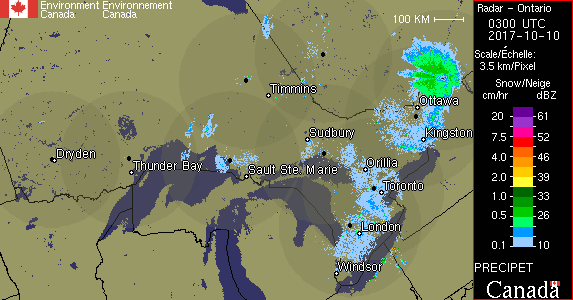 Environment Environnement
Canada Canada
100 KM
Timmins
Ottawa
Sudbury
Kingston
Dryden
Thunder Bay
Sault Ste. Marie
Orillia
Toronto
London
Windsor
Radar - Ontario
0300 UTC
2017-10-10
Scale/Échelle:
3.5 km/Pixel
Snow/Neige
cm/hr dBZ
20 61
7.5 52
4.0 46
2.0 39
1.0 33
0.5 26
0.1 10
PRECIPET
Canada